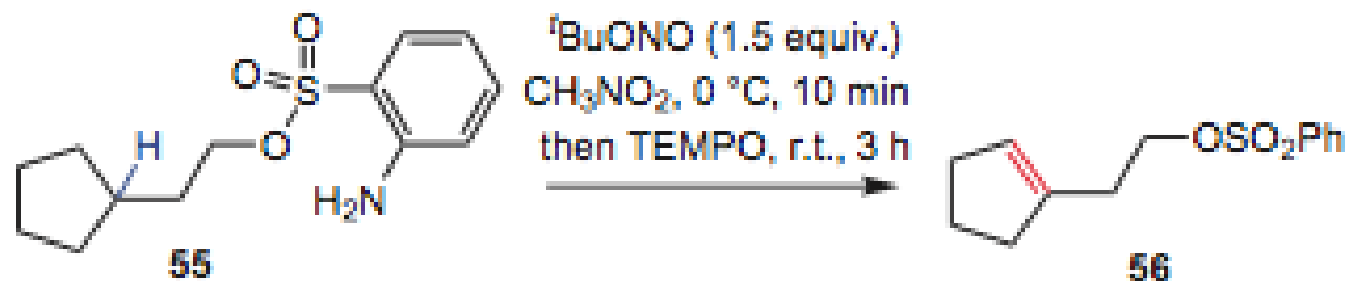 O
O
S
O
H
H₂N
55
ᵗBuONO (1.5 equiv.)
CH₃NO₂, 0 °C, 10 min
then TEMPO, r.t., 3 h
OSO₂Ph
56